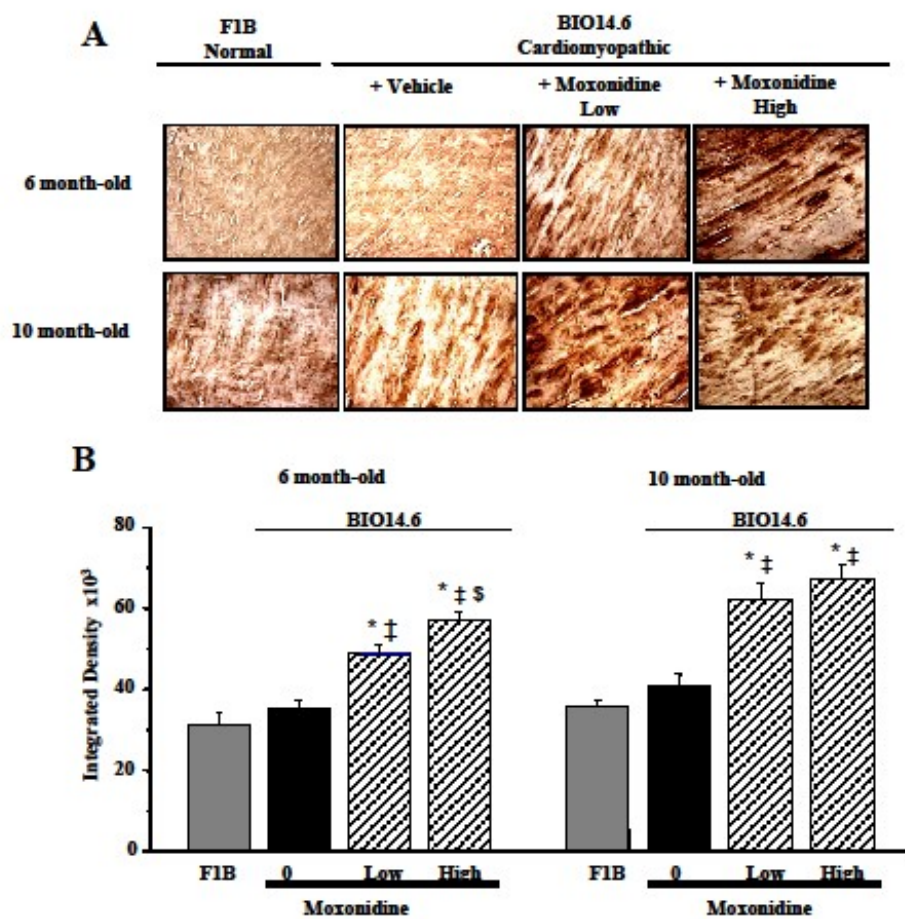 A
F1B
Normal
BIO14.6
Cardiomyopathic
+ Vehicle
+ Moxonidine
Low
+ Moxonidine
High
6 month-old
10 month-old
B
6 month-old
10 month-old
BIO14.6
BIO14.6
80
60
40
20
0
Integrated Density x10³
* ‡
* ‡ $
* ‡
* ‡
F1B 0 Low High F1B 0 Low High
Moxonidine Moxonidine